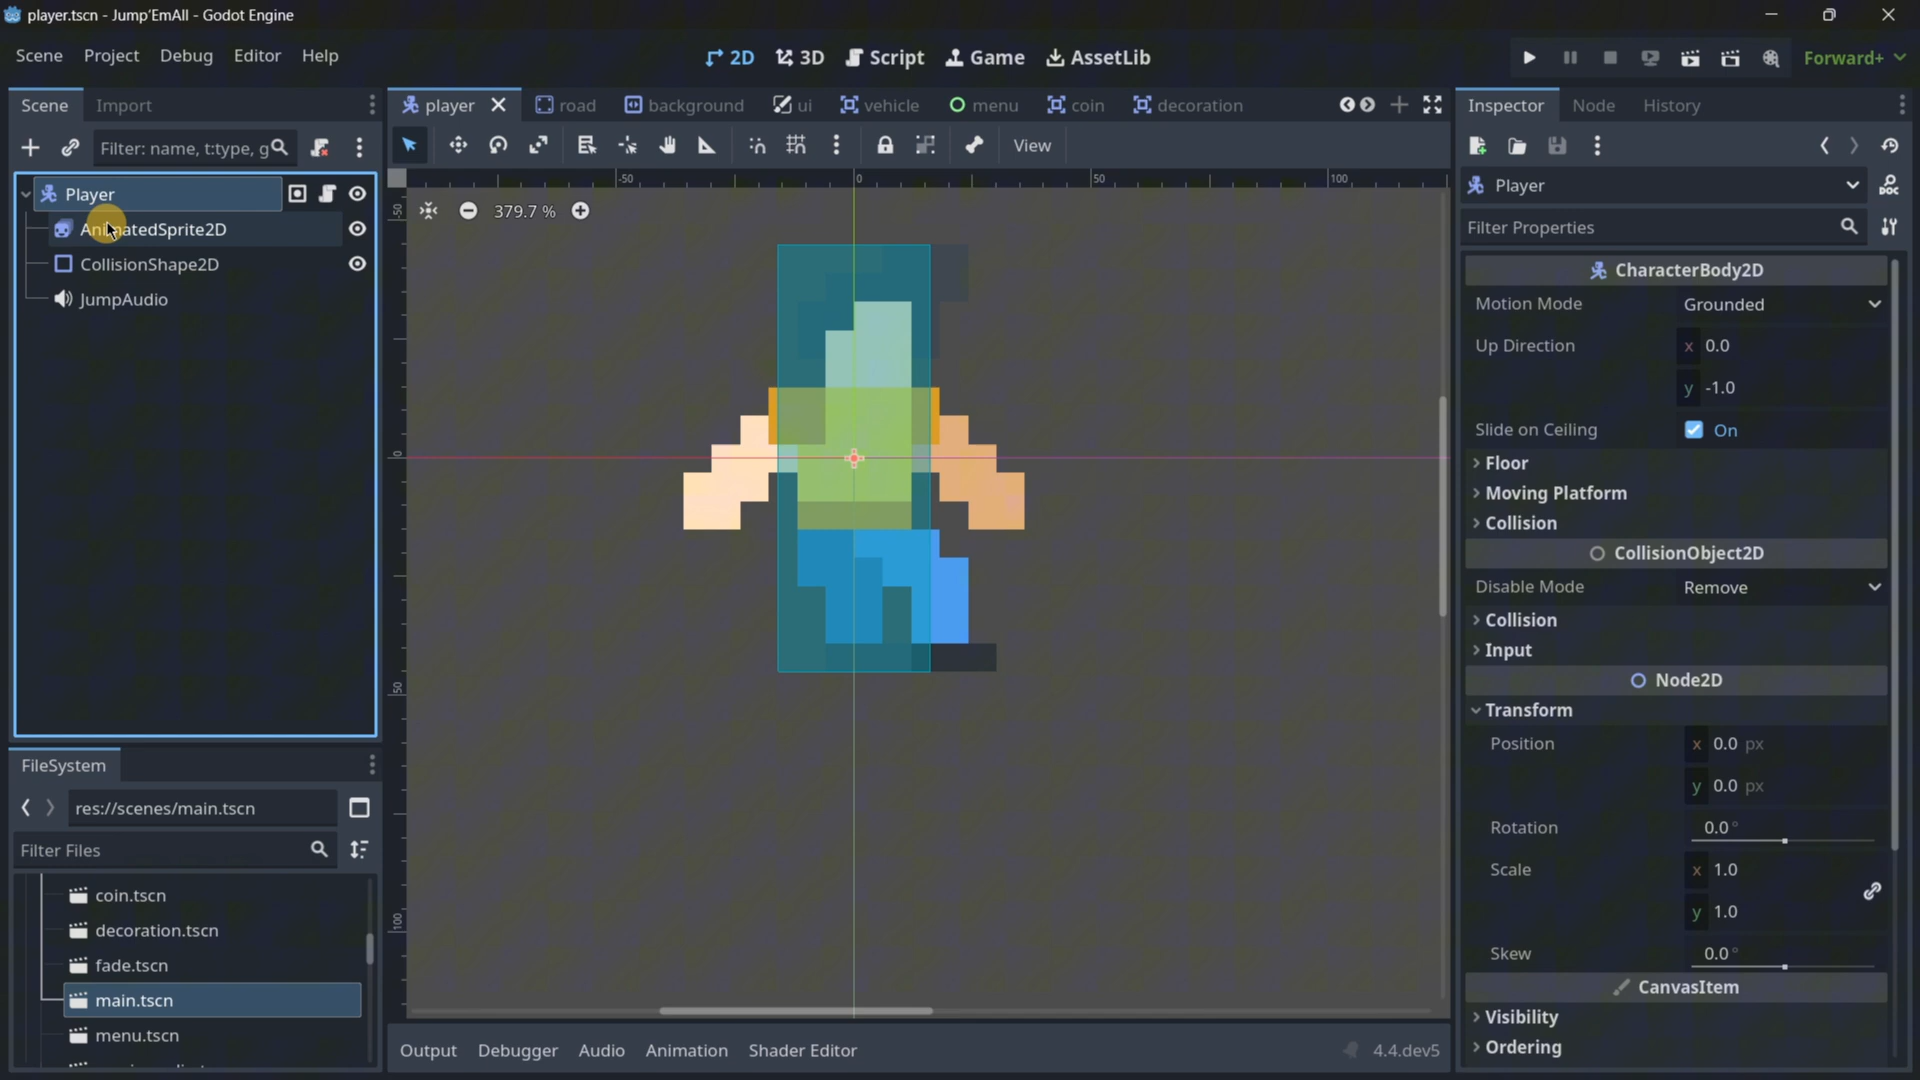 player.tscn - Jump'EmAll - Godot Engine
Scene Project Debug Editor Help
2D 3D Script Game AssetLib
Forward+
Scene Import
player road background ui vehicle menu coin decoration
Inspector Node History
Filter: name, t:type, g
View
Player
AnimatedSprite2D
CollisionShape2D
JumpAudio
-50 0 50 100
379.7 %
-50
0
50
100
Player
Filter Properties
CharacterBody2D
Motion Mode Grounded
Up Direction x 0.0
y -1.0
Slide on Ceiling On
Floor
Moving Platform
Collision
CollisionObject2D
Disable Mode Remove
Collision
Input
Node2D
Transform
Position x 0.0 px
y 0.0 px
Rotation 0.0 °
Scale x 1.0
y 1.0
Skew 0.0 °
CanvasItem
Visibility
Ordering
FileSystem
res://scenes/main.tscn
Filter Files
coin.tscn
decoration.tscn
fade.tscn
main.tscn
menu.tscn
Output Debugger Audio Animation Shader Editor
4.4.dev5